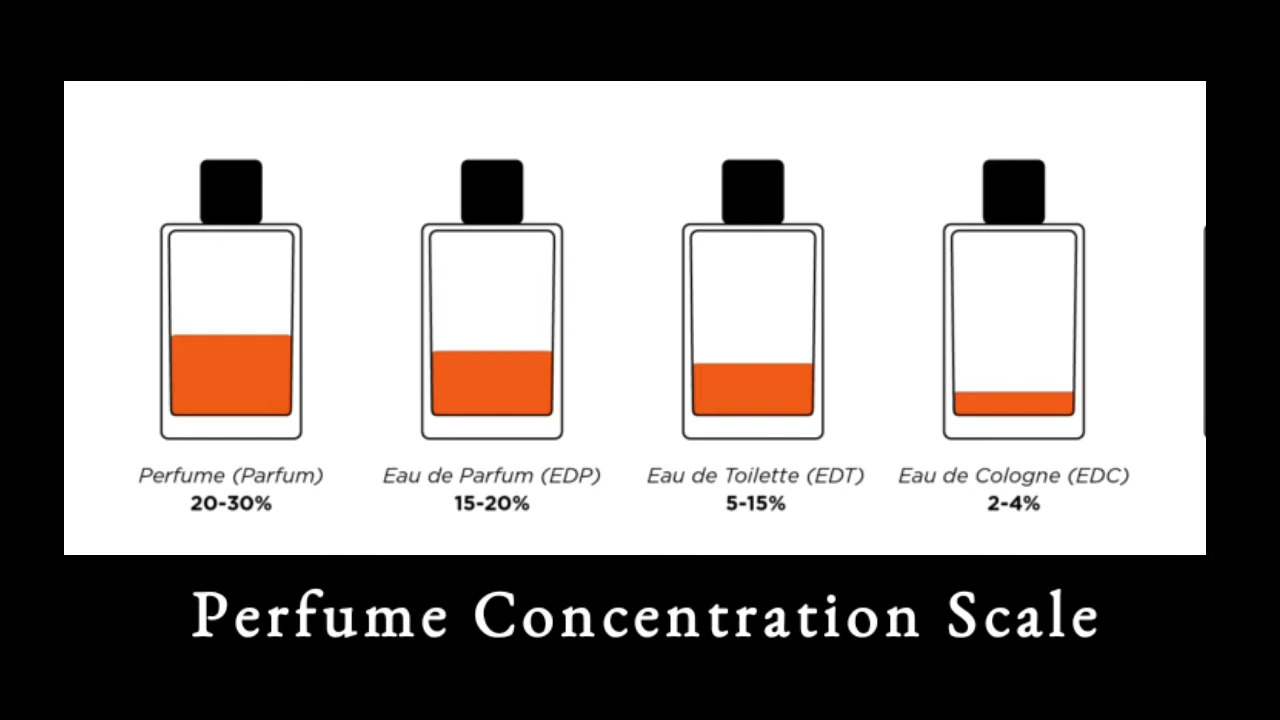 Perfume (Parfum)
20-30%
Eau de Parfum (EDP)
15-20%
Eau de Toilette (EDT)
5-15%
Eau de Cologne (EDC)
2-4%
Perfume Concentration Scale